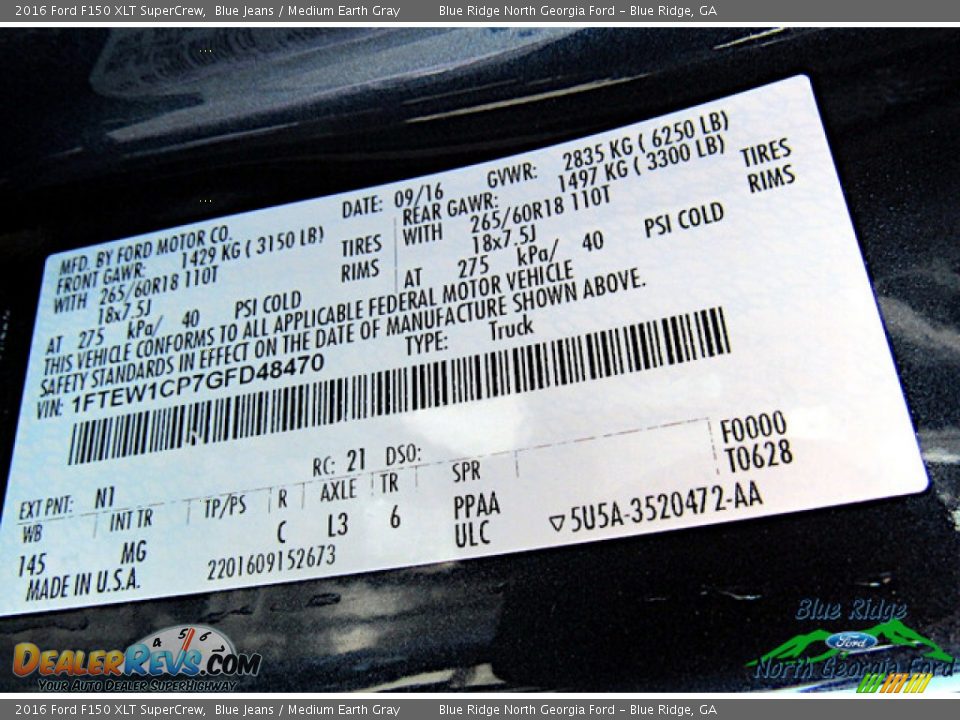 2016 Ford F150 XLT SuperCrew, Blue Jeans / Medium Earth Gray Blue Ridge North Georgia Ford – Blue Ridge, GA
MFD. BY FORD MOTOR CO. DATE: 09/16 GVWR: 2835 KG ( 6250 LB)
FRONT GAWR: 1429 KG ( 3150 LB) REAR GAWR: 1497 KG ( 3300 LB)
WITH 265/60R18 110T TIRES WITH 265/60R18 110T TIRES
18x7.5J RIMS 18x7.5J RIMS
AT 275 kPa/ 40 PSI COLD AT 275 kPa/ 40 PSI COLD
THIS VEHICLE CONFORMS TO ALL APPLICABLE FEDERAL MOTOR VEHICLE
SAFETY STANDARDS IN EFFECT ON THE DATE OF MANUFACTURE SHOWN ABOVE.
VIN: 1FTEW1CP7GFD48470 TYPE: Truck
F0000
EXT PNT: N1 RC: 21 DSO: T0628
WB INT TR TP/PS R AXLE TR SPR
145 MG C L3 6 PPAA
ULC ▽5U5A-3520472-AA
MADE IN U.S.A. 2201609152673
Blue Ridge
Ford
North Georgia Ford
4 5 6
DEALERREVS.COM
YOUR AUTO DEALER SUPERHIGHWAY
2016 Ford F150 XLT SuperCrew, Blue Jeans / Medium Earth Gray Blue Ridge North Georgia Ford – Blue Ridge, GA